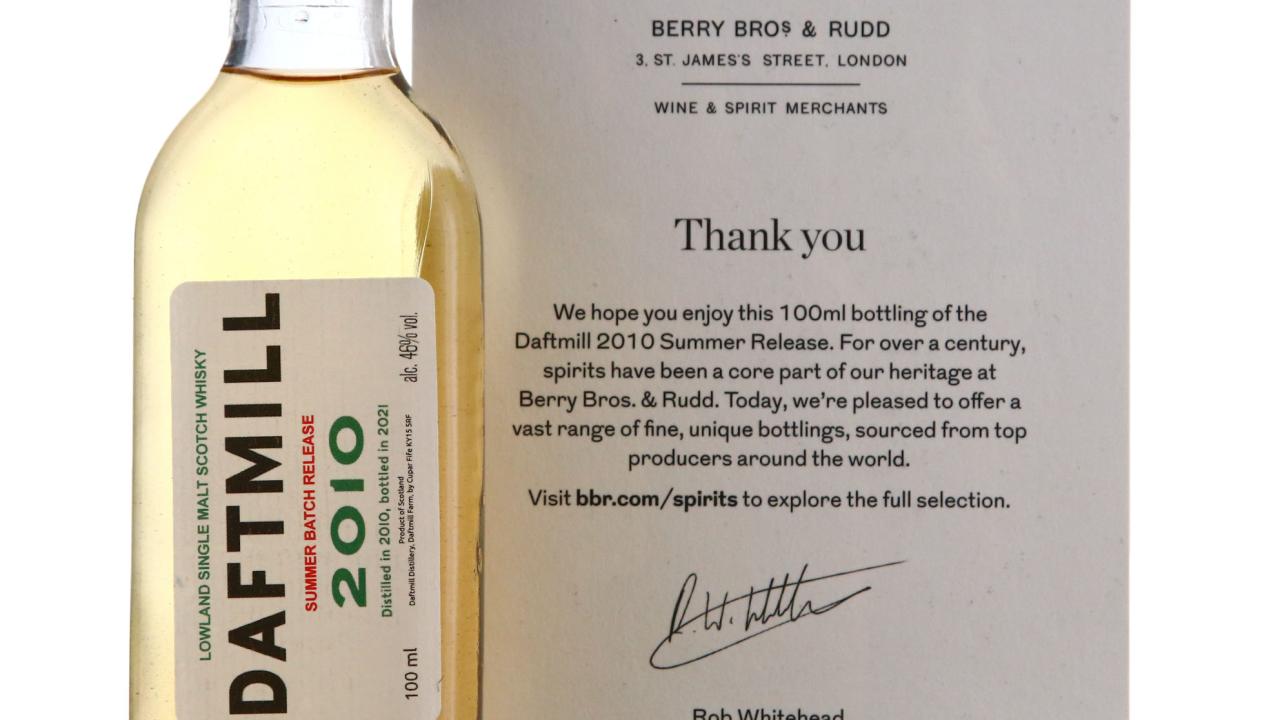 LOWLAND SINGLE MALT SCOTCH WHISKY
DAFTMILL
SUMMER BATCH RELEASE
2010
Distilled in 2010, bottled in 2021
Product of Scotland
Daftmill Distillery, Daftmill Farm, by Cupar Fife KY15 5RF
100 ml
alc. 46% vol.
BERRY BROS & RUDD
3, ST. JAMES'S STREET, LONDON
WINE & SPIRIT MERCHANTS
Thank you
We hope you enjoy this 100ml bottling of the
Daftmill 2010 Summer Release. For over a century,
spirits have been a core part of our heritage at
Berry Bros. & Rudd. Today, we're pleased to offer a
vast range of fine, unique bottlings, sourced from top
producers around the world.
Visit bbr.com/spirits to explore the full selection.
Rob Whitehead